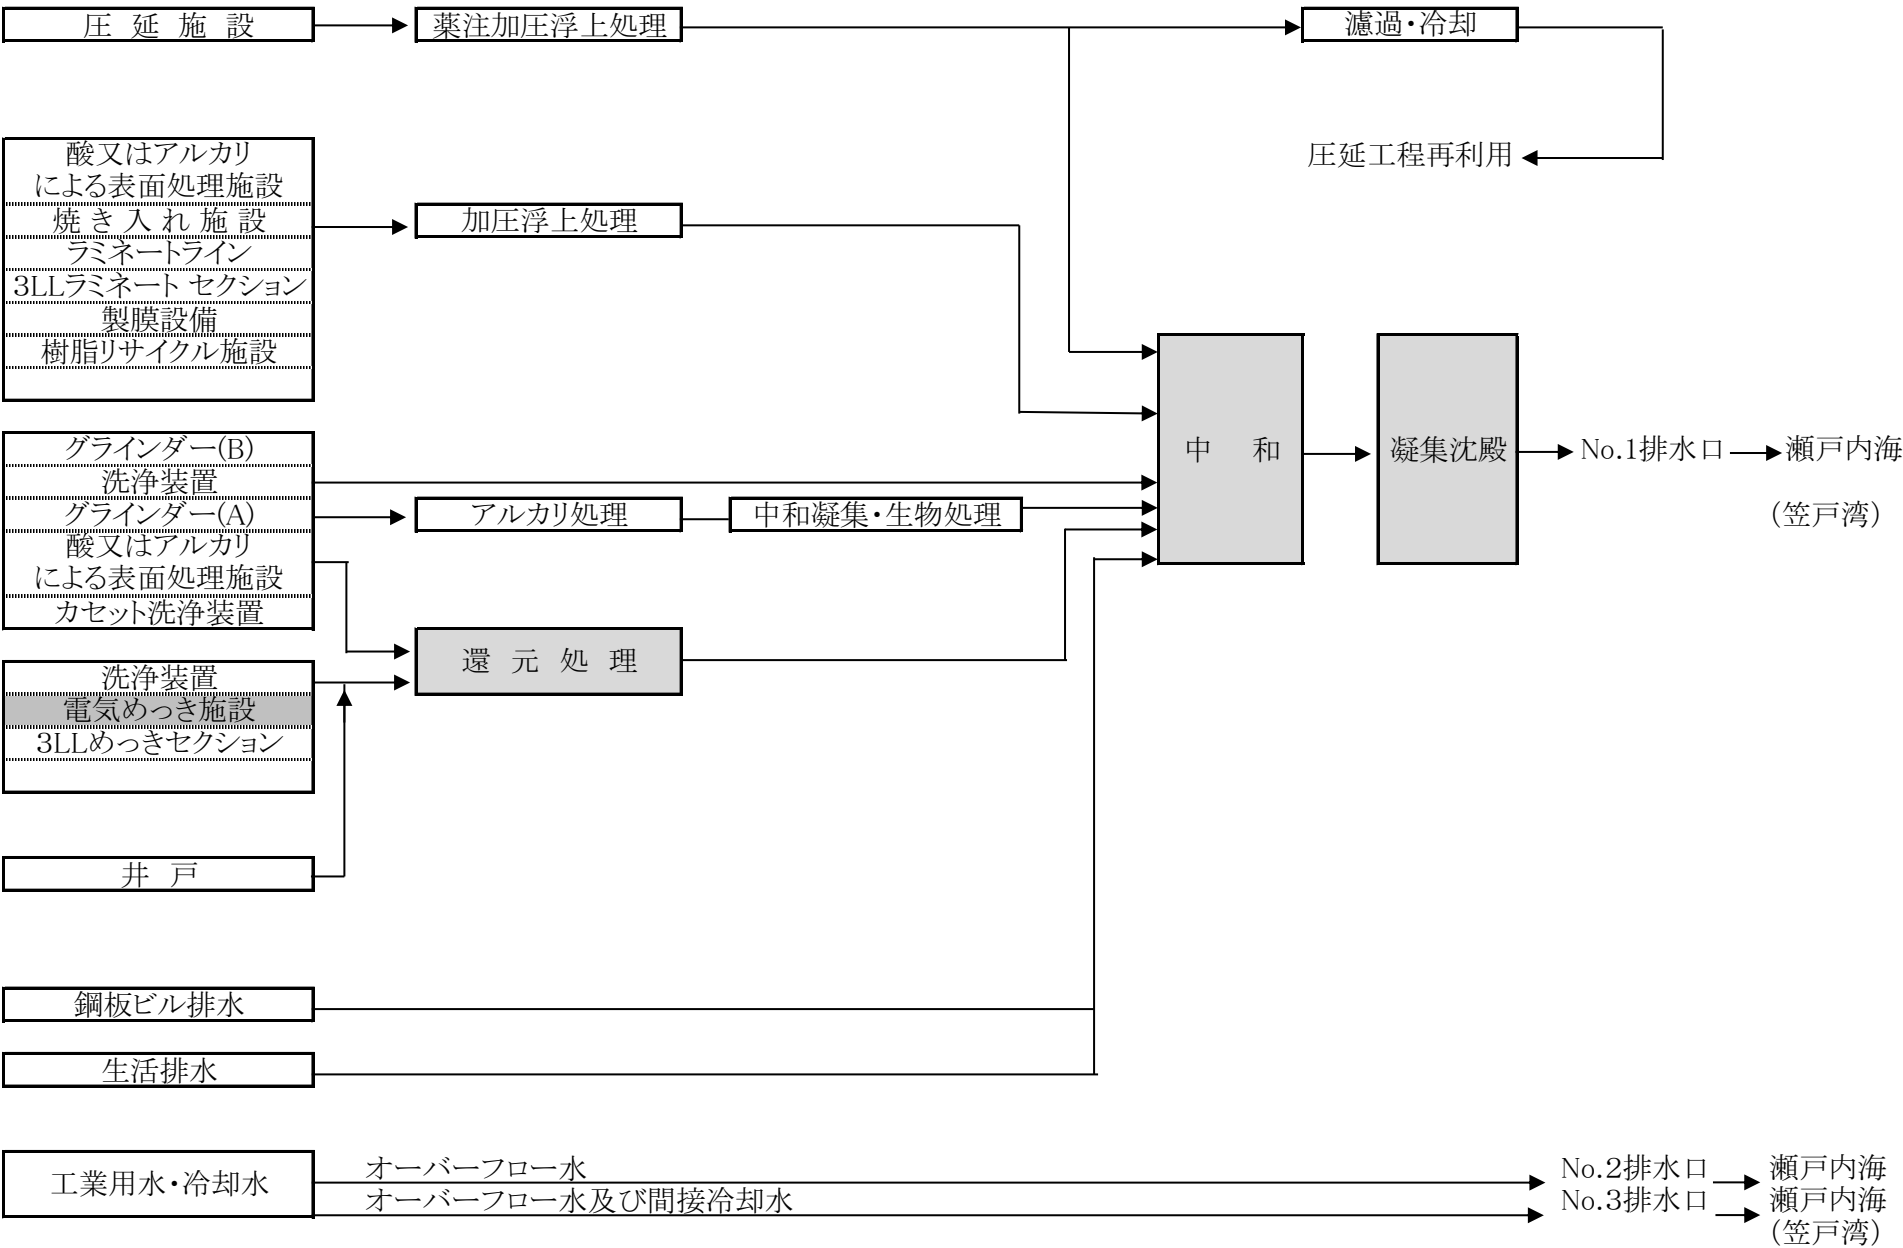 圧 延 施 設
薬注加圧浮上処理
濾過・冷却
圧延工程再利用
酸又はアルカリ
による表面処理施設
焼 き 入 れ 施 設
ラミネートライン
3LLラミネート セクション
製膜設備
樹脂リサイクル施設
加圧浮上処理
グラインダー(B)
洗浄装置
グラインダー(A)
酸又はアルカリ
による表面処理施設
カセット洗浄装置
アルカリ処理
中和凝集・生物処理
中 和
凝集沈殿
No.1排水口
瀬戸内海
(笠戸湾)
還 元 処 理
洗浄装置
電気めっき施設
3LLめっきセクション
井 戸
鋼板ビル排水
生活排水
工業用水・冷却水
オーバーフロー水
オーバーフロー水及び間接冷却水
No.2排水口
瀬戸内海
No.3排水口
瀬戸内海
(笠戸湾)